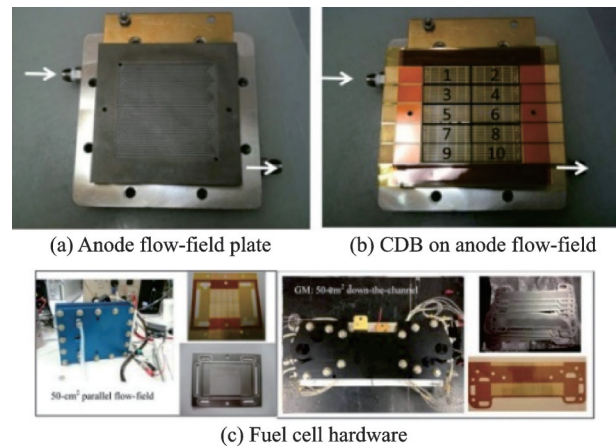 1 2
3 4
5 6
7 8
9 10
(a) Anode flow-field plate
(b) CDB on anode flow-field
GM: 50-cm² down-the-channel
50-cm² parallel flow-field
(c) Fuel cell hardware